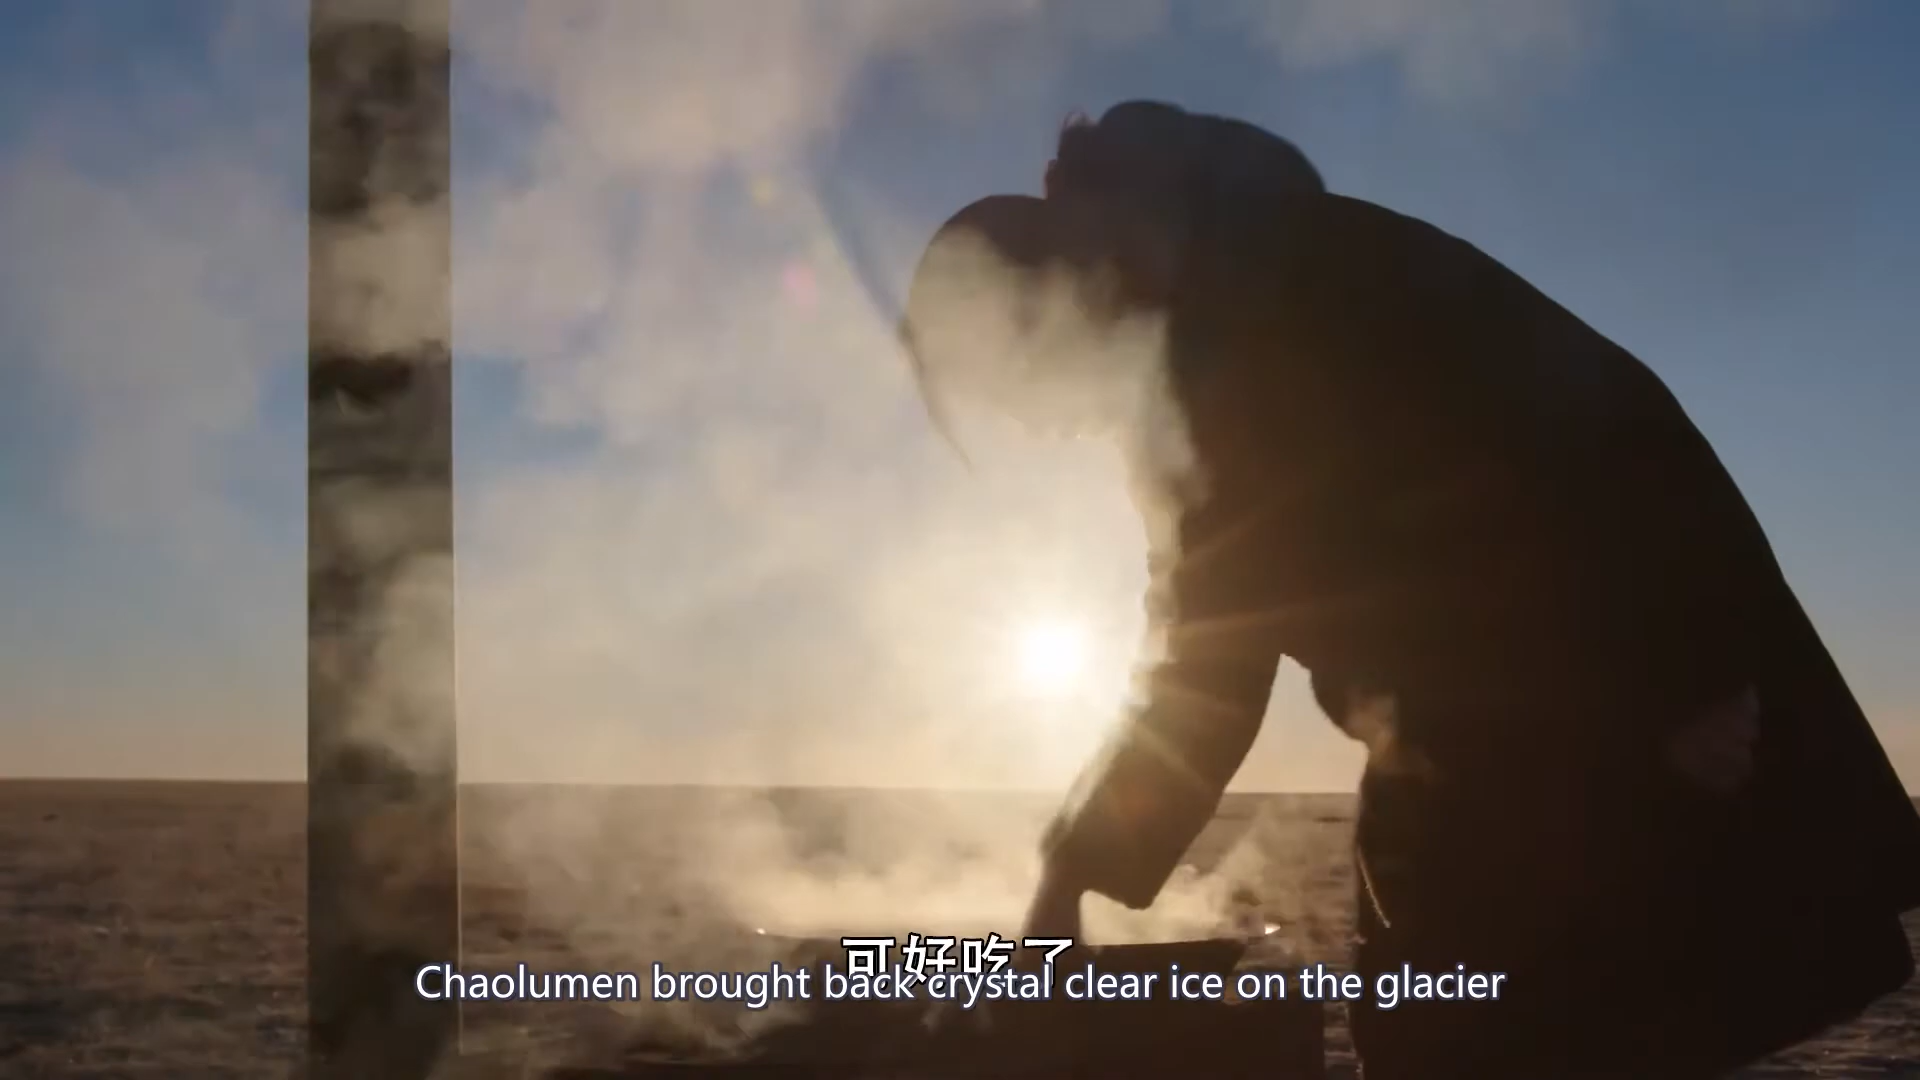 可好吃了
Chaolumen brought back crystal clear ice on the glacier